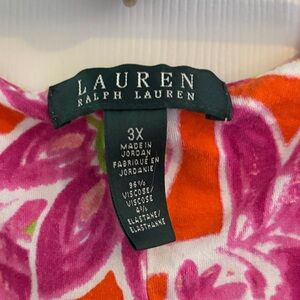 LAUREN
RALPH LAUREN
3X
MADE IN
JORDAN
FABRIQUÉ EN
JORDANIE
96%
VISCOSE/
VISCOSE
4%
ELASTANE/
ELASTHANNE